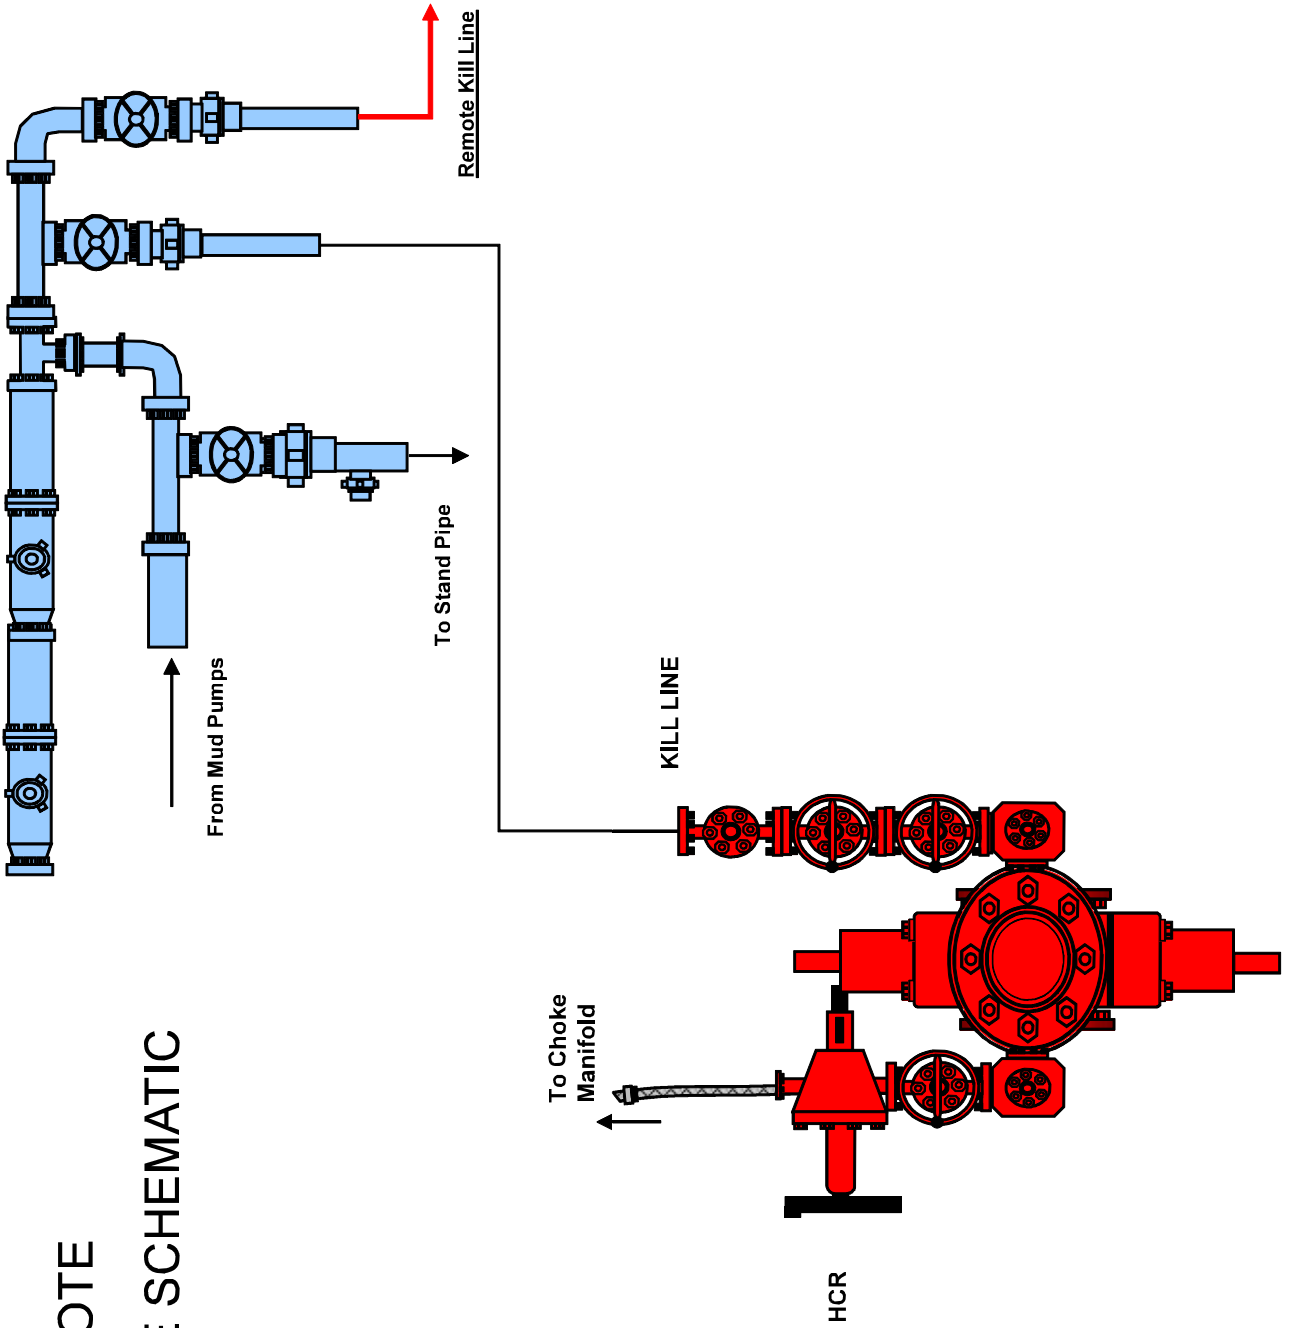 OTE
E SCHEMATIC
Remote Kill Line
To Stand Pipe
From Mud Pumps
KILL LINE
To Choke
Manifold
HCR